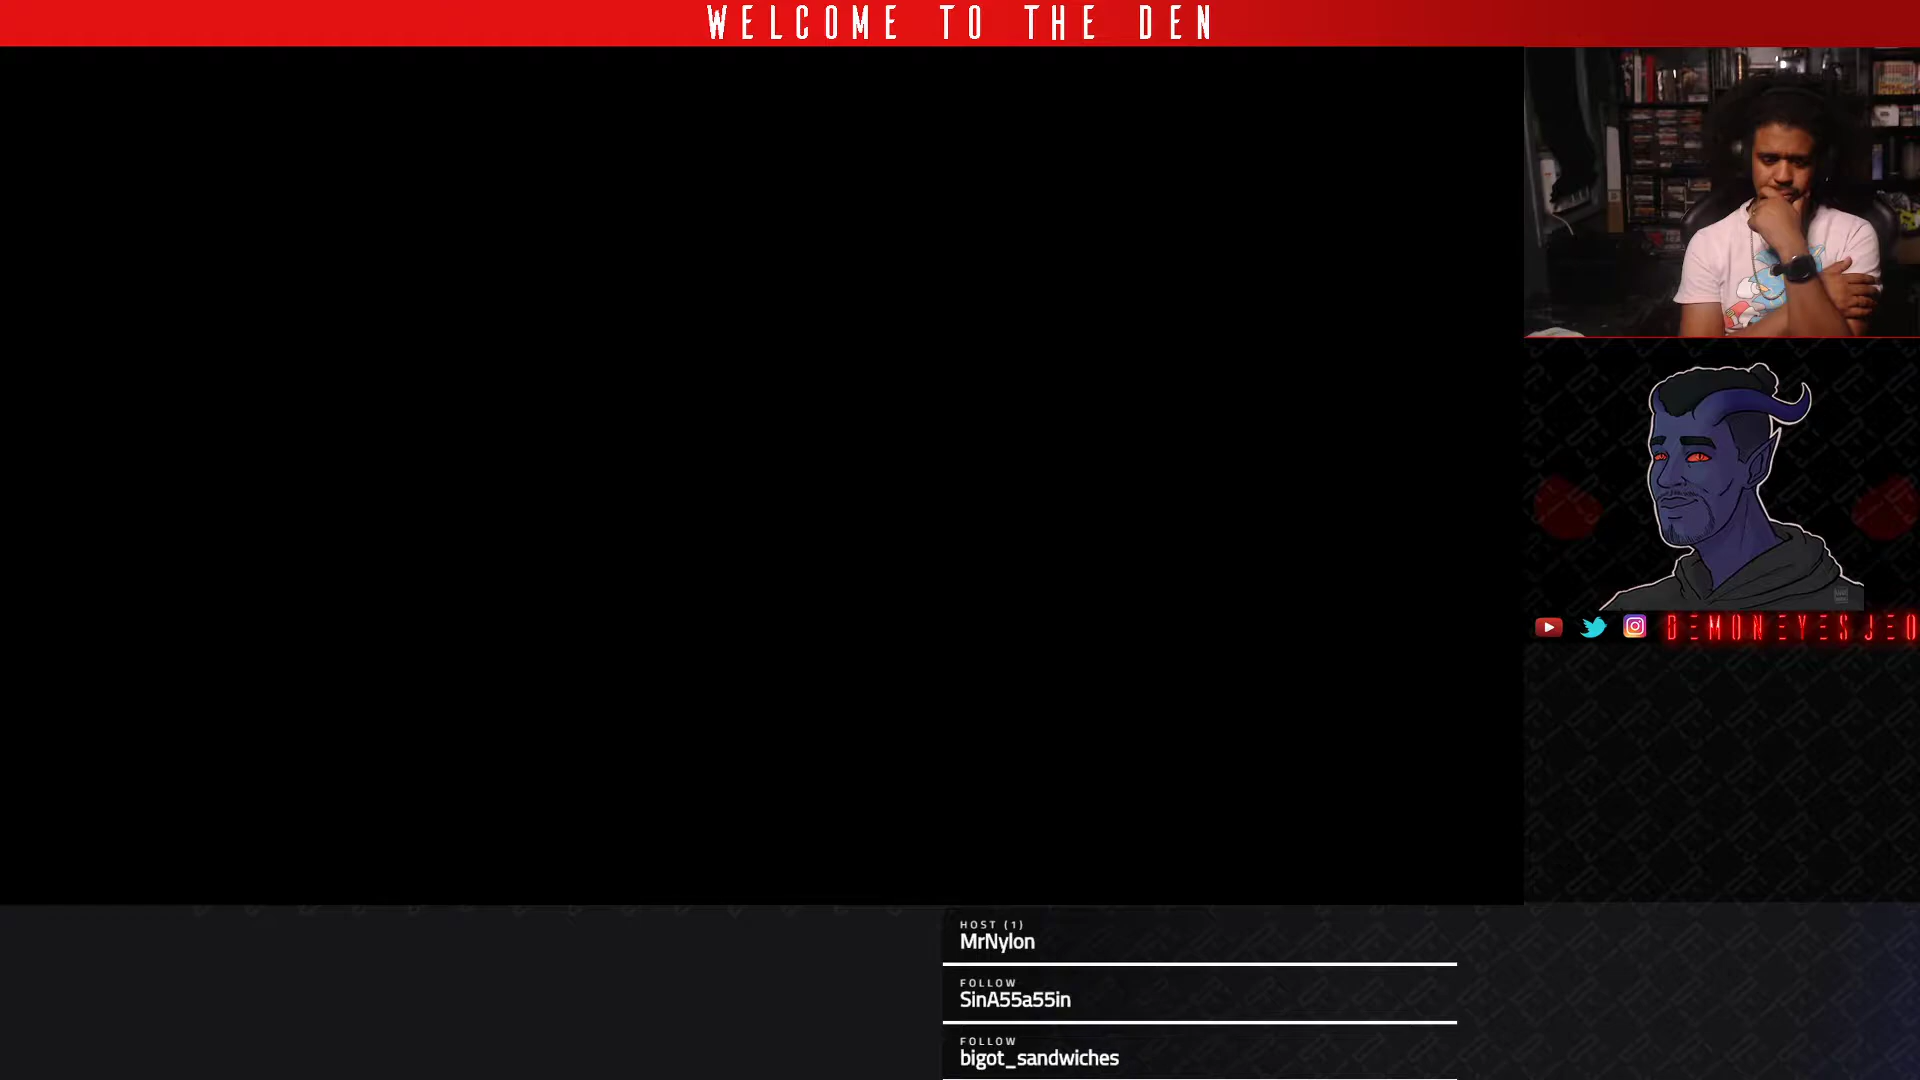 WELCOME TO THE DEN
DEMONEYESJEO
HOST (1)
MrNylon
FOLLOW
SinA55a55in
FOLLOW
bigot_sandwiches